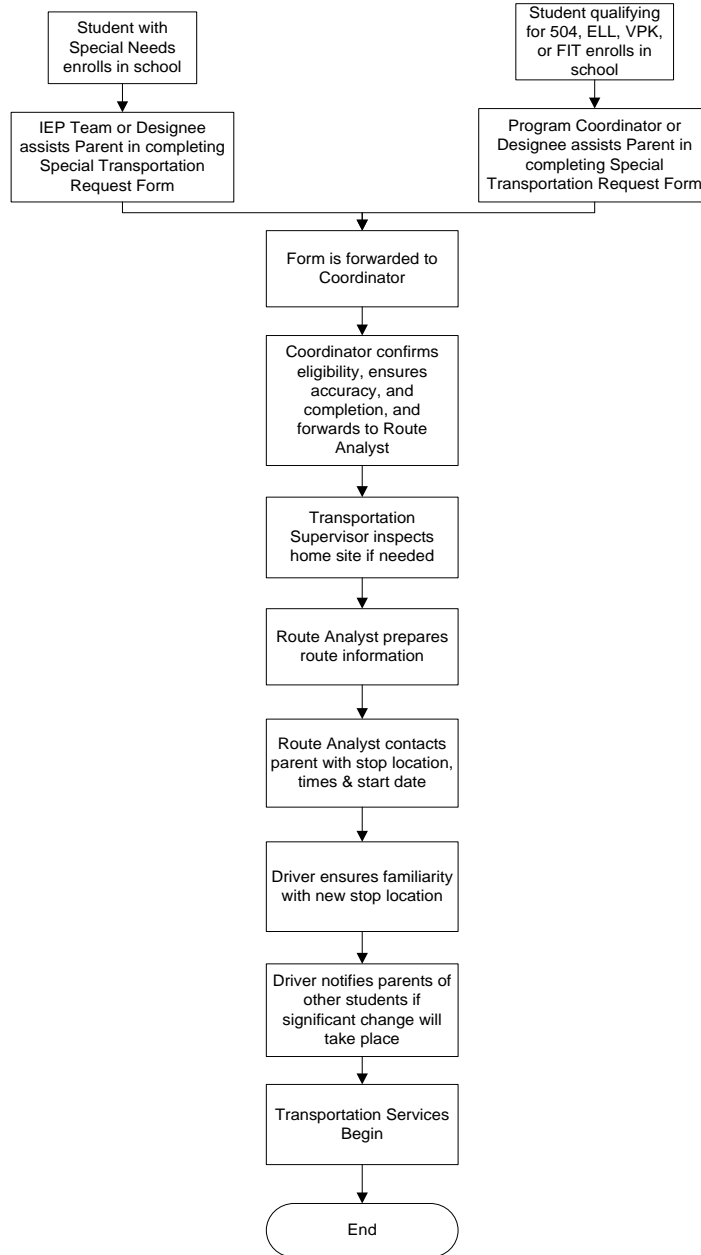 Student with
Special Needs
enrolls in school
Student qualifying
for 504, ELL, VPK,
or FIT enrolls in
school
IEP Team or Designee
assists Parent in completing
Special Transportation
Request Form
Program Coordinator or
Designee assists Parent in
completing Special
Transportation Request Form
Form is forwarded to
Coordinator
Coordinator confirms
eligibility, ensures
accuracy, and
completion, and
forwards to Route
Analyst
Transportation
Supervisor inspects
home site if needed
Route Analyst prepares
route information
Route Analyst contacts
parent with stop location,
times & start date
Driver ensures familiarity
with new stop location
Driver notifies parents of
other students if
significant change will
take place
Transportation Services
Begin
End